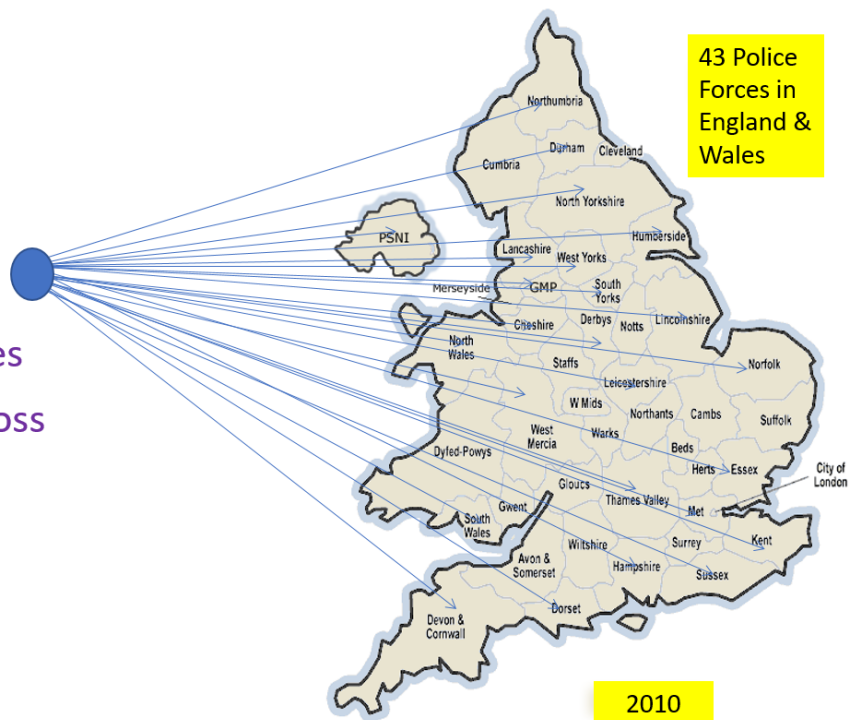 43 Police
Forces in
England &
Wales
Northumbria
Durham
Cleveland
Cumbria
North Yorkshire
PSNI
Humberside
Lancashire
West Yorks
Merseyside
GMP
South
Yorks
Lincolnshire
Cheshire
Derbys
Notts
North
Wales
es
oss
Staffs
Norfolk
Leicestershire
W Mids
Northants
Cambs
Suffolk
West
Mercia
Warks
Dyfed-Powys
Beds
Herts
Essex
City of
London
Gloucs
Thames Valley
Met
Gwent
South
Wales
Wiltshire
Surrey
Kent
Avon &
Somerset
Hampshire
Sussex
Dorset
Devon &
Cornwall
2010